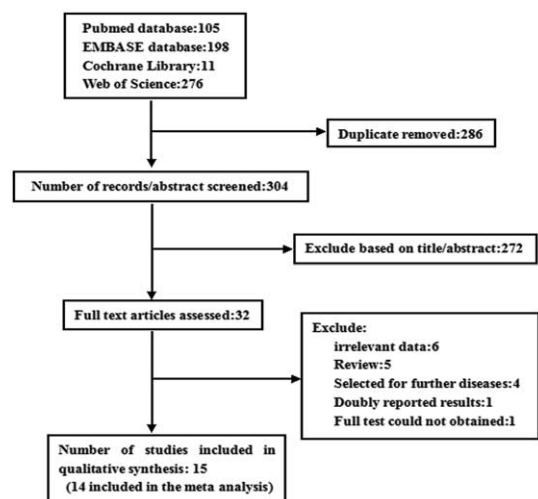 Pubmed database:105
EMBASE database:198
Cochrane Library:11
Web of Science:276
Duplicate removed:286
Number of records/abstract screened:304
Exclude based on title/abstract:272
Full text articles assessed:32
Exclude:
irrelevant data:6
Review:5
Selected for further diseases:4
Doubly reported results:1
Full test could not obtained:1
Number of studies included in
qualitative synthesis: 15
(14 included in the meta analysis)